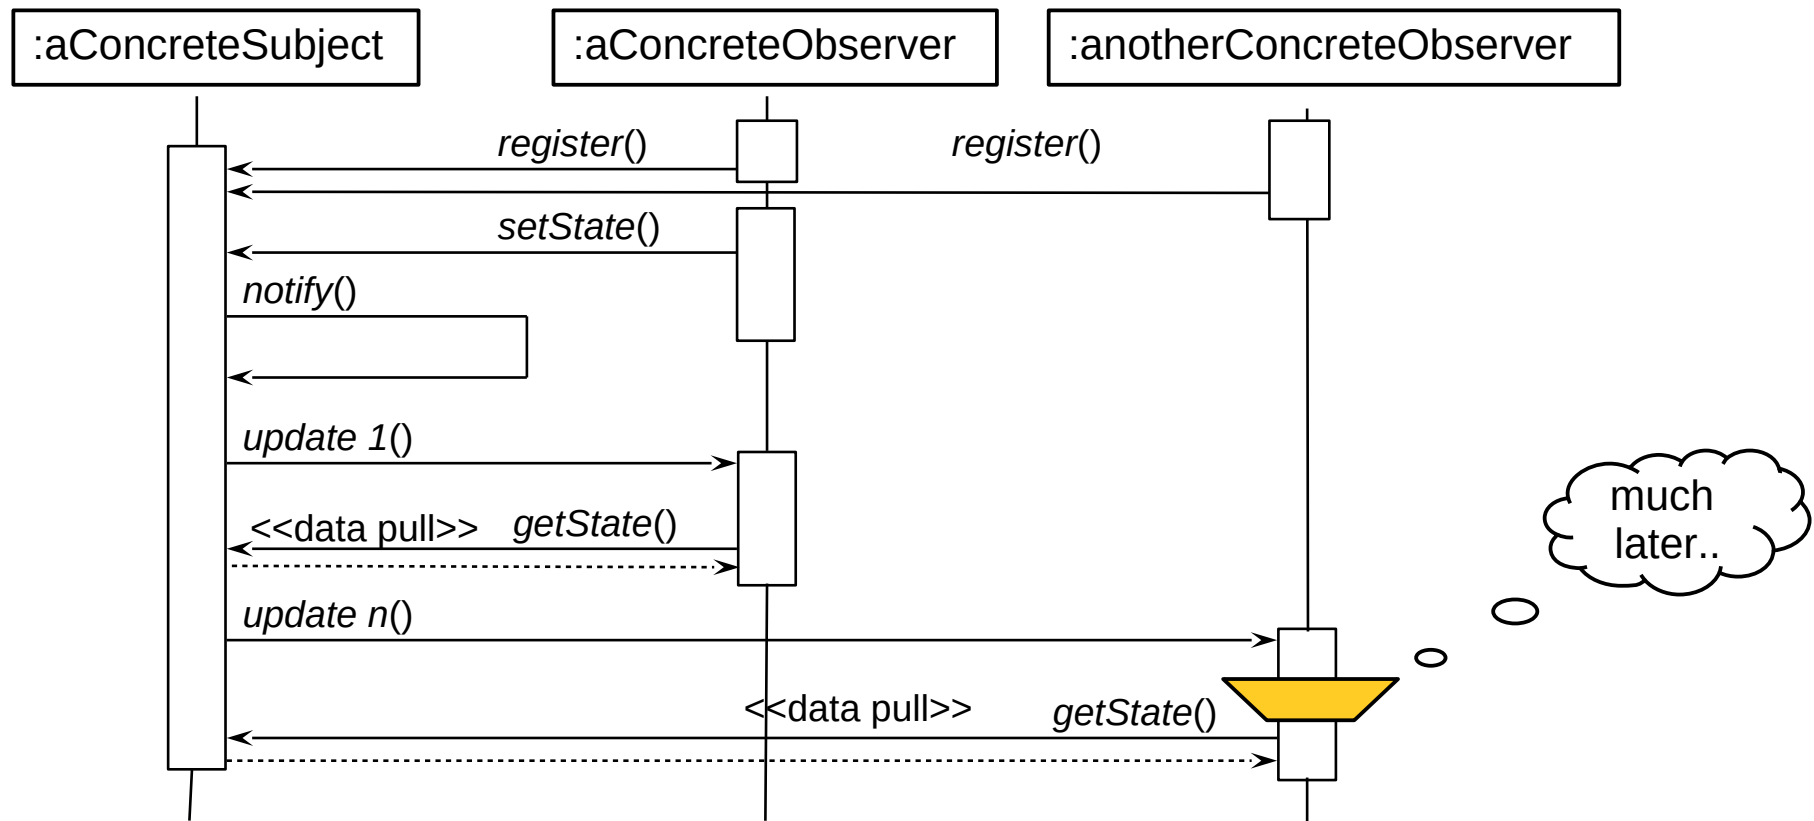 :aConcreteSubject
:aConcreteObserver
:anotherConcreteObserver
register()
register()
setState()
notify()
update 1()
<<data pull>>
getState()
much
later..
update n()
<<data pull>>
getState()